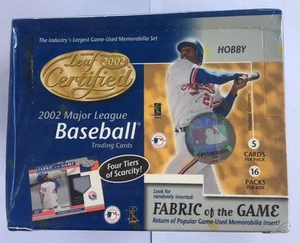 The Industry's Largest Game-Used Memorabilia Set!
Leaf 2002
Certified
HOBBY
2002 Major League
Baseball
Trading Cards
Four Tiers
of Scarcity!
5
CARDS
PER PACK
16
PACKS
PER BOX
Look for
randomly inserted:
FABRIC of the GAME
Return of Popular Game-Used Memorabilia Insert!